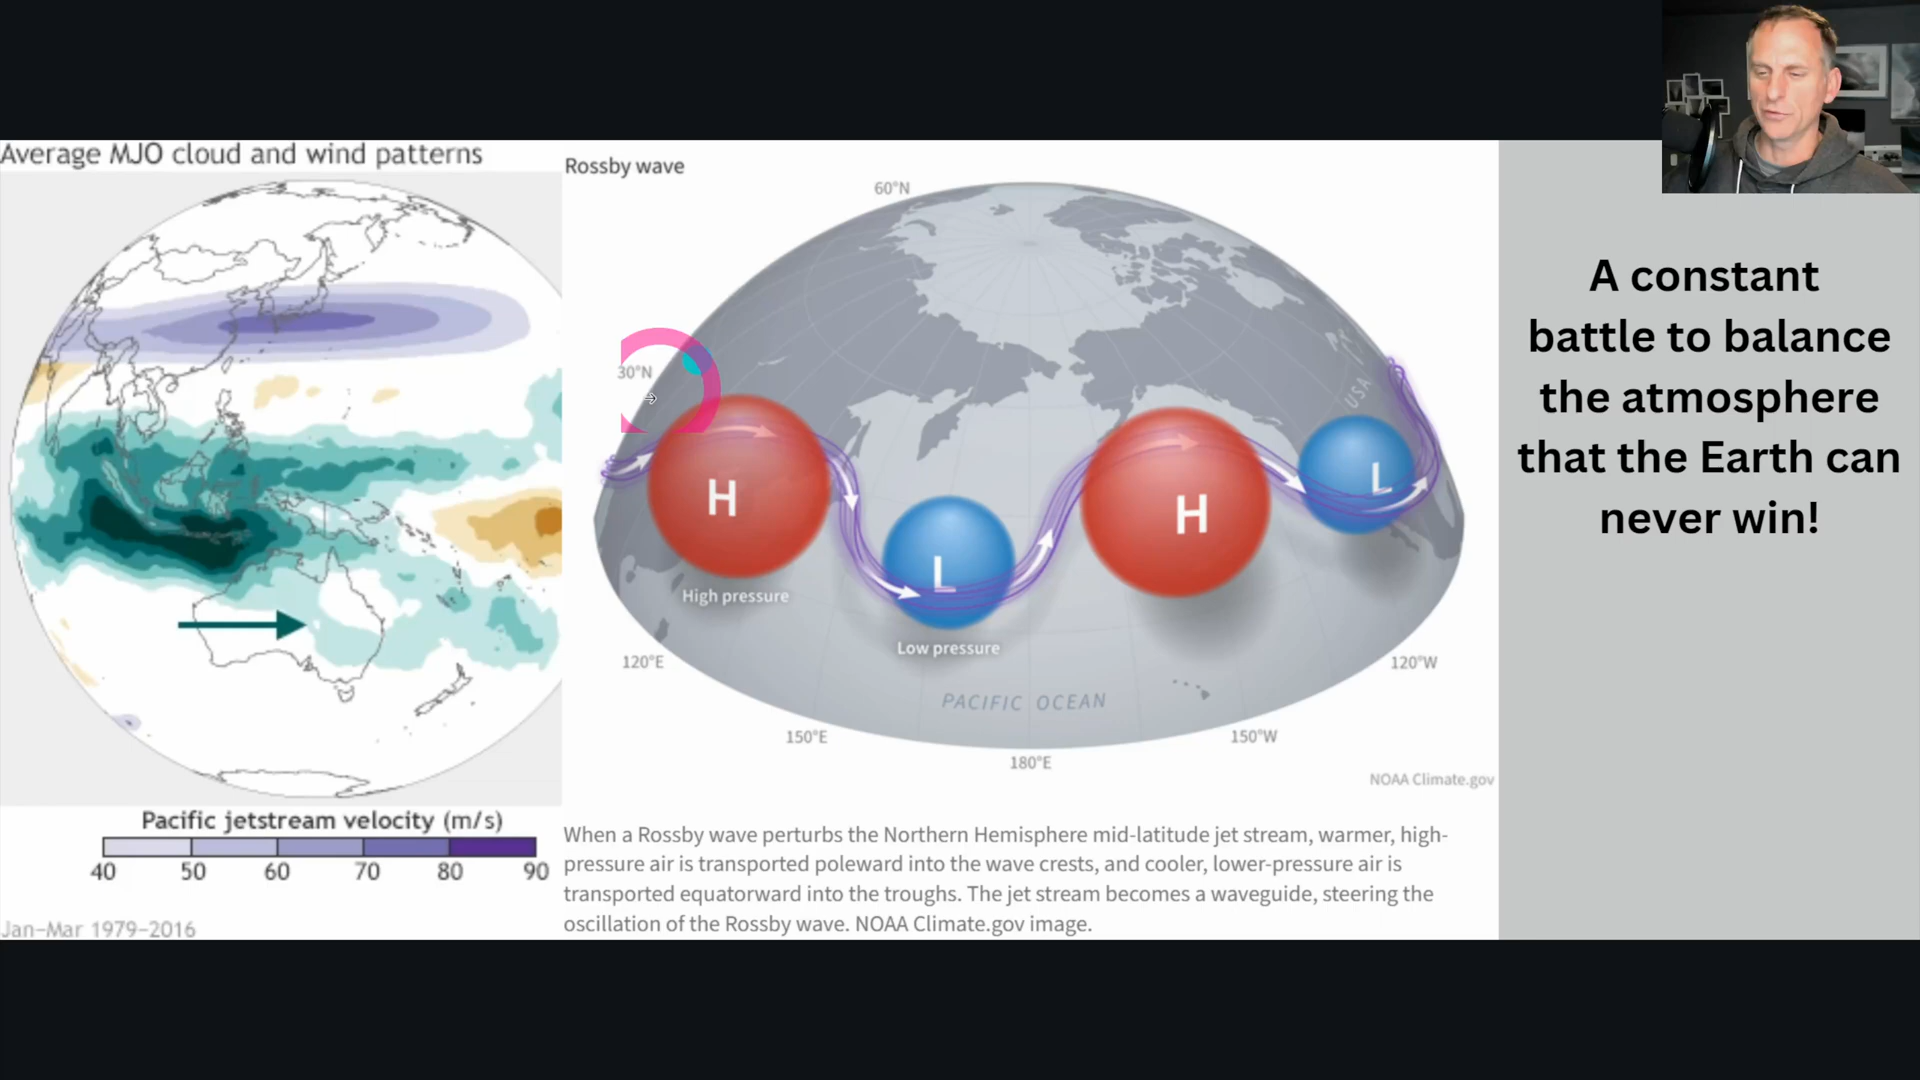 Average MJO cloud and wind patterns
Pacific jetstream velocity (m/s)
40 50 60 70 80 90
Jan-Mar 1979-2016
Rossby wave
60°N
30°N
USA
H
High pressure
L
Low pressure
H
L
120°E
150°E
180°E
150°W
120°W
PACIFIC OCEAN
NOAA Climate.gov
When a Rossby wave perturbs the Northern Hemisphere mid-latitude jet stream, warmer, high-
pressure air is transported poleward into the wave crests, and cooler, lower-pressure air is
transported equatorward into the troughs. The jet stream becomes a waveguide, steering the
oscillation of the Rossby wave. NOAA Climate.gov image.
A constant
battle to balance
the atmosphere
that the Earth can
never win!